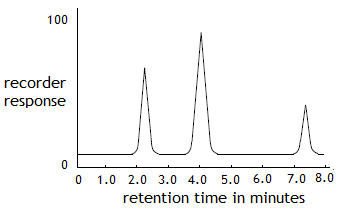 100
recorder
response
0
0 1.0 2.0 3.0 4.0 5.0 6.0 7.0 8.0
retention time in minutes